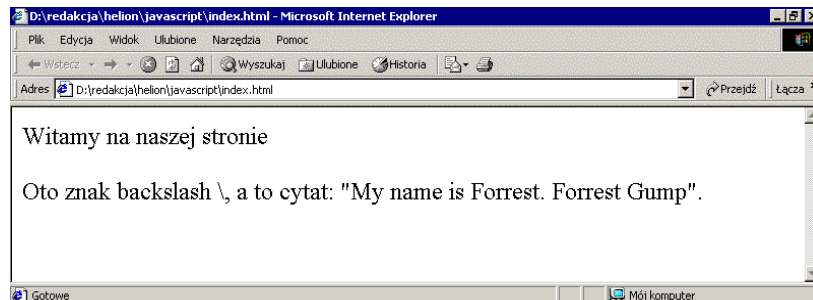 D:\redakcja\helion\javascript\index.html - Microsoft Internet Explorer
Plik Edycja Widok Ulubione Narzędzia Pomoc
Wstecz Wyszukaj Ulubione Historia
Adres D:\redakcja\helion\javascript\index.html Przejdź Łącza
Witamy na naszej stronie
Oto znak backslash \, a to cytat: "My name is Forrest. Forrest Gump".
Gotowe Mój komputer